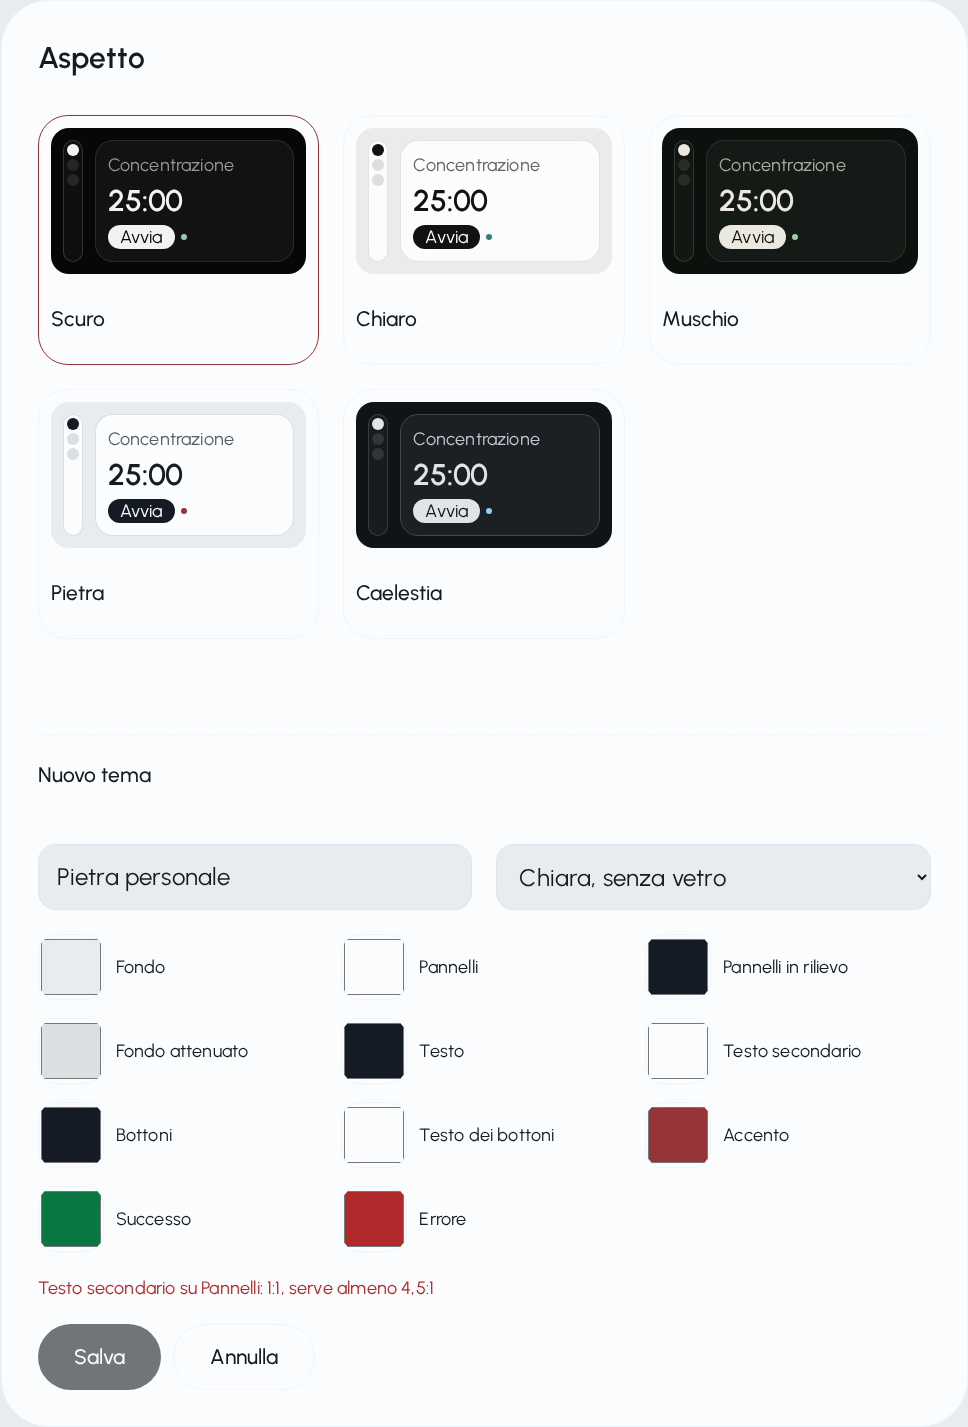 Aspetto
Concentrazione
25:00
Avvia
Scuro
Concentrazione
25:00
Avvia
Chiaro
Concentrazione
25:00
Avvia
Muschio
Concentrazione
25:00
Avvia
Pietra
Concentrazione
25:00
Avvia
Caelestia
Nuovo tema
Pietra personale
Chiara, senza vetro
Fondo
Pannelli
Pannelli in rilievo
Fondo attenuato
Testo
Testo secondario
Bottoni
Testo dei bottoni
Accento
Successo
Errore
Testo secondario su Pannelli: 1:1, serve almeno 4,5:1
Salva
Annulla